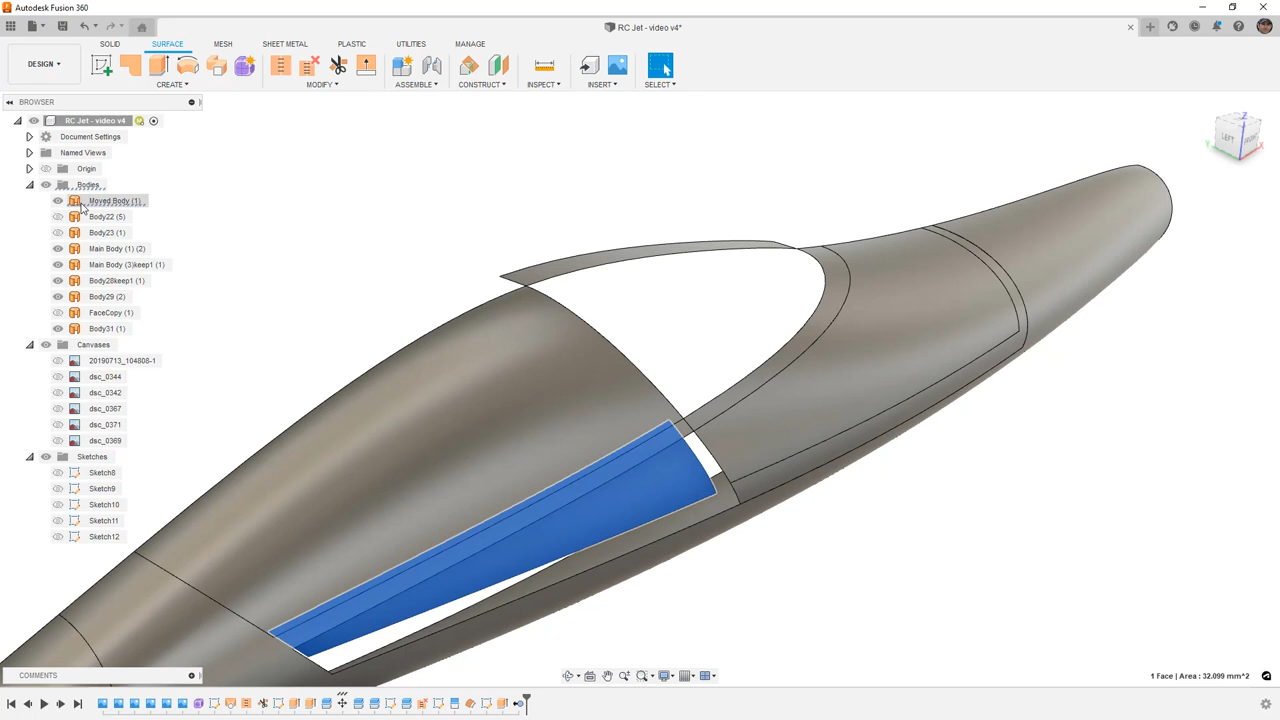 Autodesk Fusion 360
RC Jet - video v4*
DESIGN
SOLID
SURFACE
MESH
SHEET METAL
PLASTIC
UTILITIES
MANAGE
CREATE
MODIFY
ASSEMBLE
CONSTRUCT
INSPECT
INSERT
SELECT
BROWSER
RC Jet - video v4
Document Settings
Named Views
Origin
Bodies
Moved Body (1)
Body22 (5)
Body23 (1)
Main Body (1) (2)
Main Body (3)keep1 (1)
Body28keep1 (1)
Body29 (2)
FaceCopy (1)
Body31 (1)
Canvases
20190713_104808-1
dsc_0344
dsc_0342
dsc_0367
dsc_0371
dsc_0369
Sketches
Sketch8
Sketch9
Sketch10
Sketch11
Sketch12
LEFT
FRONT
Z
Y
X
COMMENTS
1 Face | Area : 32.099 mm^2